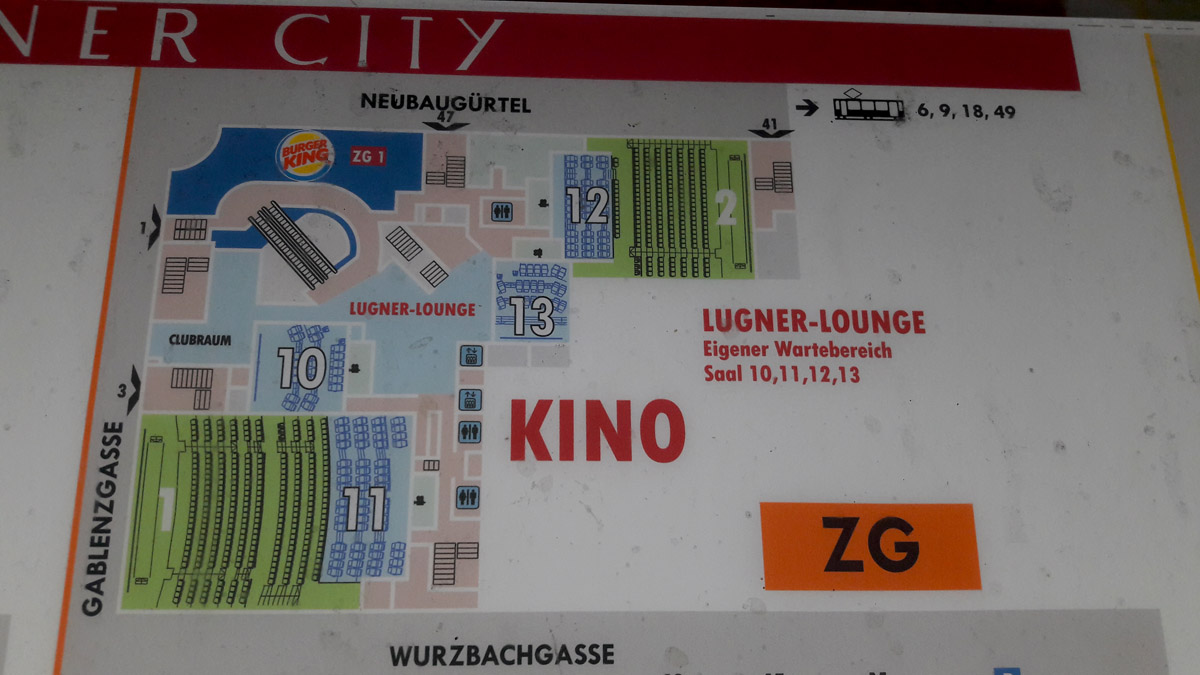 NER CITY
NEUBAUGÜRTEL
47
41
6, 9, 18, 49
BURGER KING
ZG 1
12
2
1
LUGNER-LOUNGE
13
CLUBRAUM
10
3
LUGNER-LOUNGE
Eigener Wartebereich
Saal 10,11,12,13
KINO
GABLENZGASSE
1
11
ZG
WURZBACHGASSE